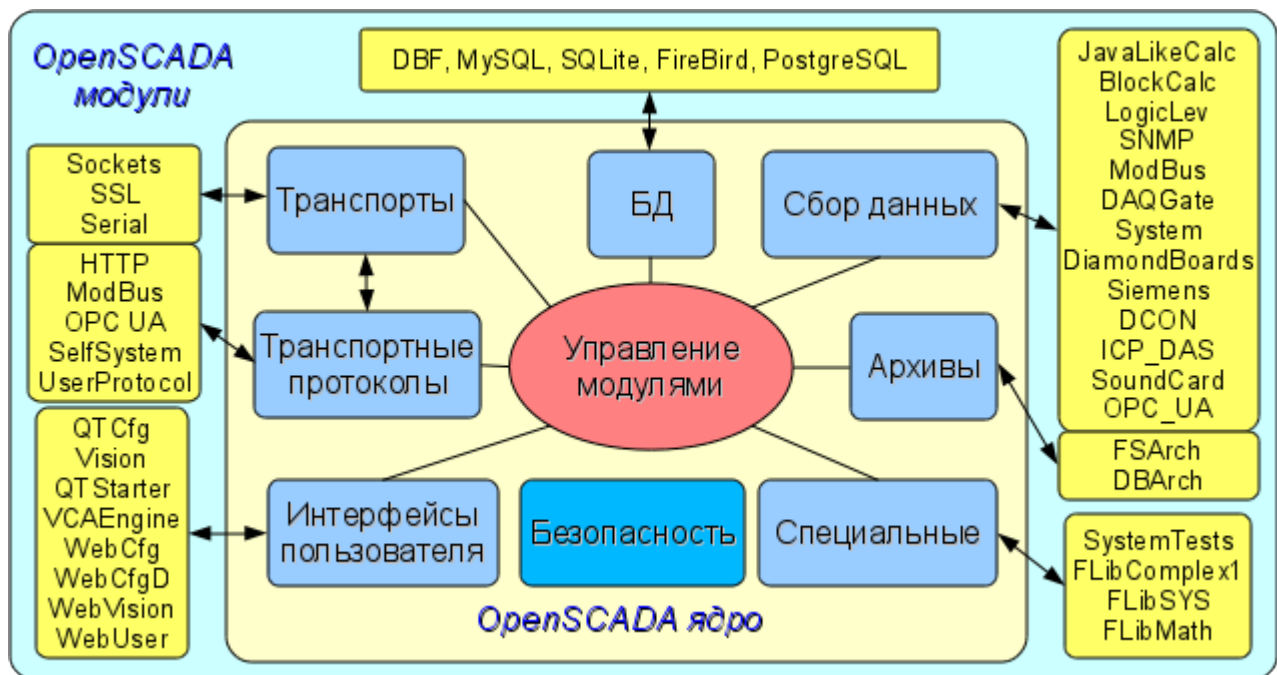 OpenSCADA
модули
DBF, MySQL, SQLite, FireBird, PostgreSQL
Sockets
SSL
Serial
HTTP
ModBus
OPC UA
SelfSystem
UserProtocol
QTCfg
Vision
QTStarter
VCAEngine
WebCfg
WebCfgD
WebVision
WebUser
Транспорты
БД
Сбор данных
Транспортные
протоколы
Управление
модулями
Архивы
Интерфейсы
пользователя
Безопасность
Специальные
OpenSCADA ядро
JavaLikeCalc
BlockCalc
LogicLev
SNMP
ModBus
DAQGate
System
DiamondBoards
Siemens
DCON
ICP_DAS
SoundCard
OPC_UA
FSArch
DBArch
SystemTests
FLibComplex1
FLibSYS
FLibMath